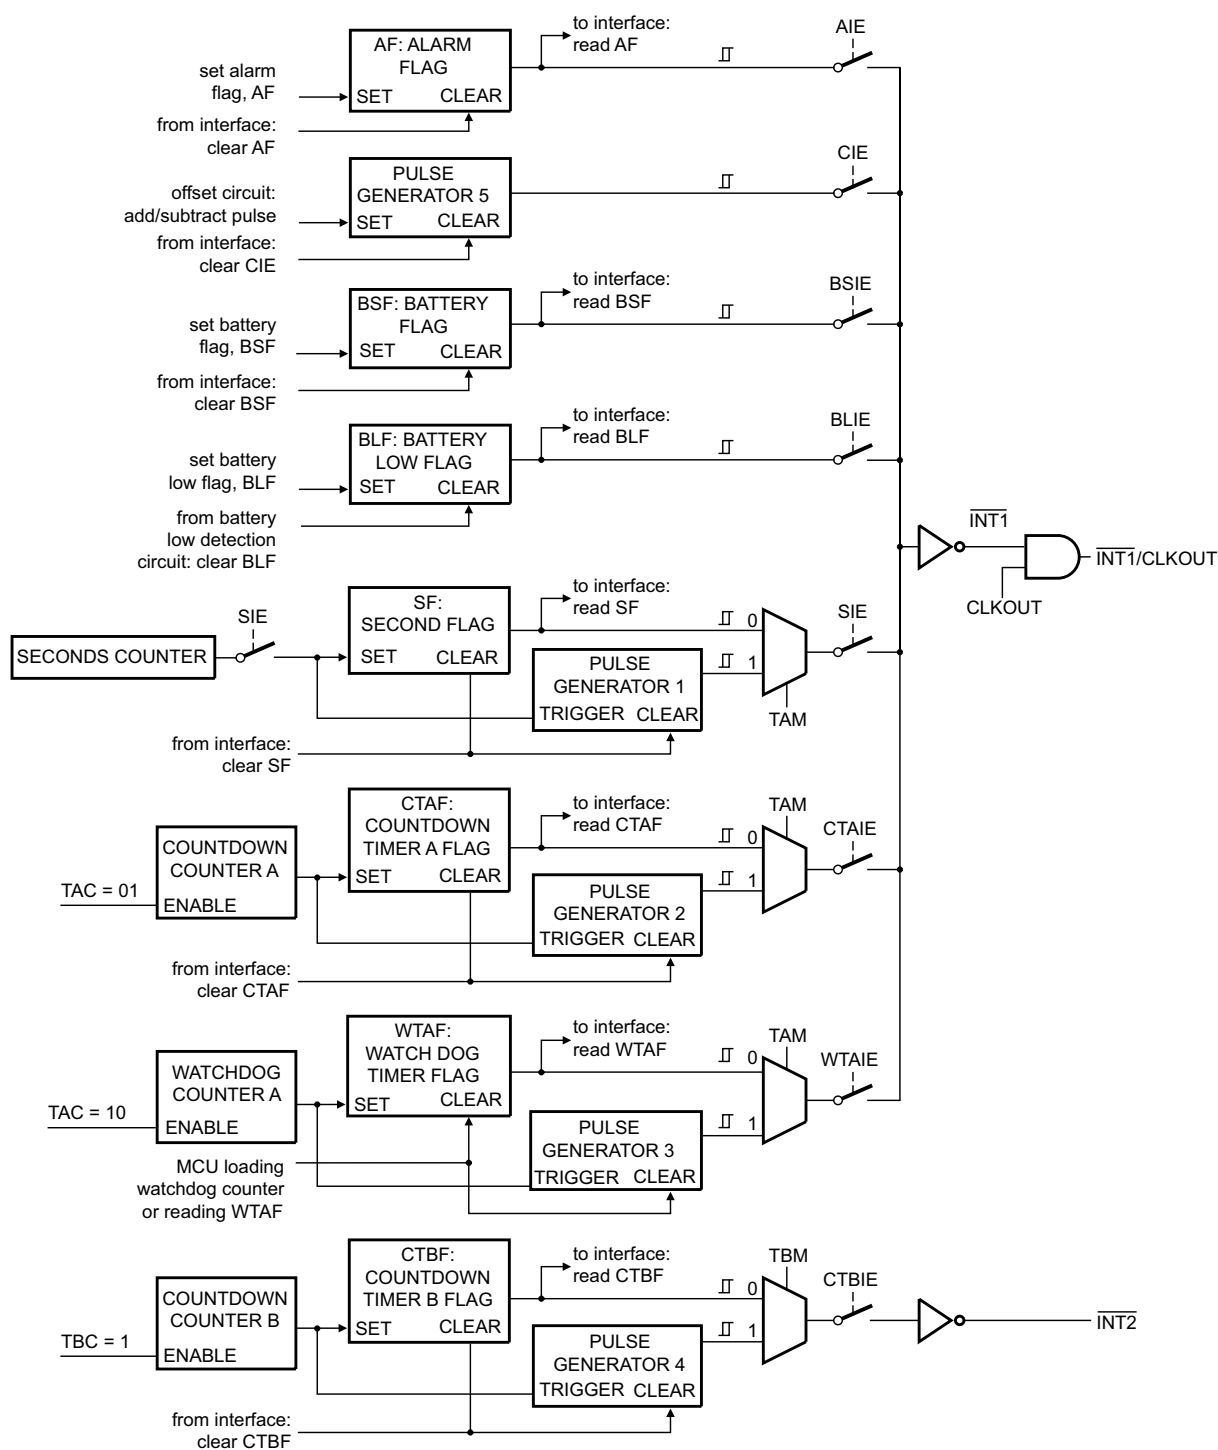 to interface:
read AF
AIE
AF: ALARM
FLAG
SET
CLEAR
set alarm
flag, AF
from interface:
clear AF
CIE
PULSE
GENERATOR 5
SET
CLEAR
offset circuit:
add/subtract pulse
from interface:
clear CIE
to interface:
read BSF
BSIE
BSF: BATTERY
FLAG
SET
CLEAR
set battery
flag, BSF
from interface:
clear BSF
to interface:
read BLF
BLIE
BLF: BATTERY
LOW FLAG
SET
CLEAR
set battery
low flag, BLF
from battery
low detection
circuit: clear BLF
INT1
INT1/CLKOUT
CLKOUT
to interface:
read SF
SIE
SECONDS COUNTER
SF:
SECOND FLAG
SET
CLEAR
PULSE
GENERATOR 1
TRIGGER
CLEAR
0
1
TAM
SIE
from interface:
clear SF
to interface:
read CTAF
TAM
CTAIE
CTAF:
COUNTDOWN
TIMER A FLAG
SET
CLEAR
COUNTDOWN
COUNTER A
ENABLE
TAC = 01
PULSE
GENERATOR 2
TRIGGER
CLEAR
0
1
from interface:
clear CTAF
to interface:
read WTAF
TAM
WTAIE
WTAF:
WATCH DOG
TIMER FLAG
SET
CLEAR
WATCHDOG
COUNTER A
ENABLE
TAC = 10
PULSE
GENERATOR 3
TRIGGER
CLEAR
0
1
MCU loading
watchdog counter
or reading WTAF
to interface:
read CTBF
TBM
CTBIE
CTBF:
COUNTDOWN
TIMER B FLAG
SET
CLEAR
COUNTDOWN
COUNTER B
ENABLE
TBC = 1
PULSE
GENERATOR 4
TRIGGER
CLEAR
0
1
INT2
from interface:
clear CTBF